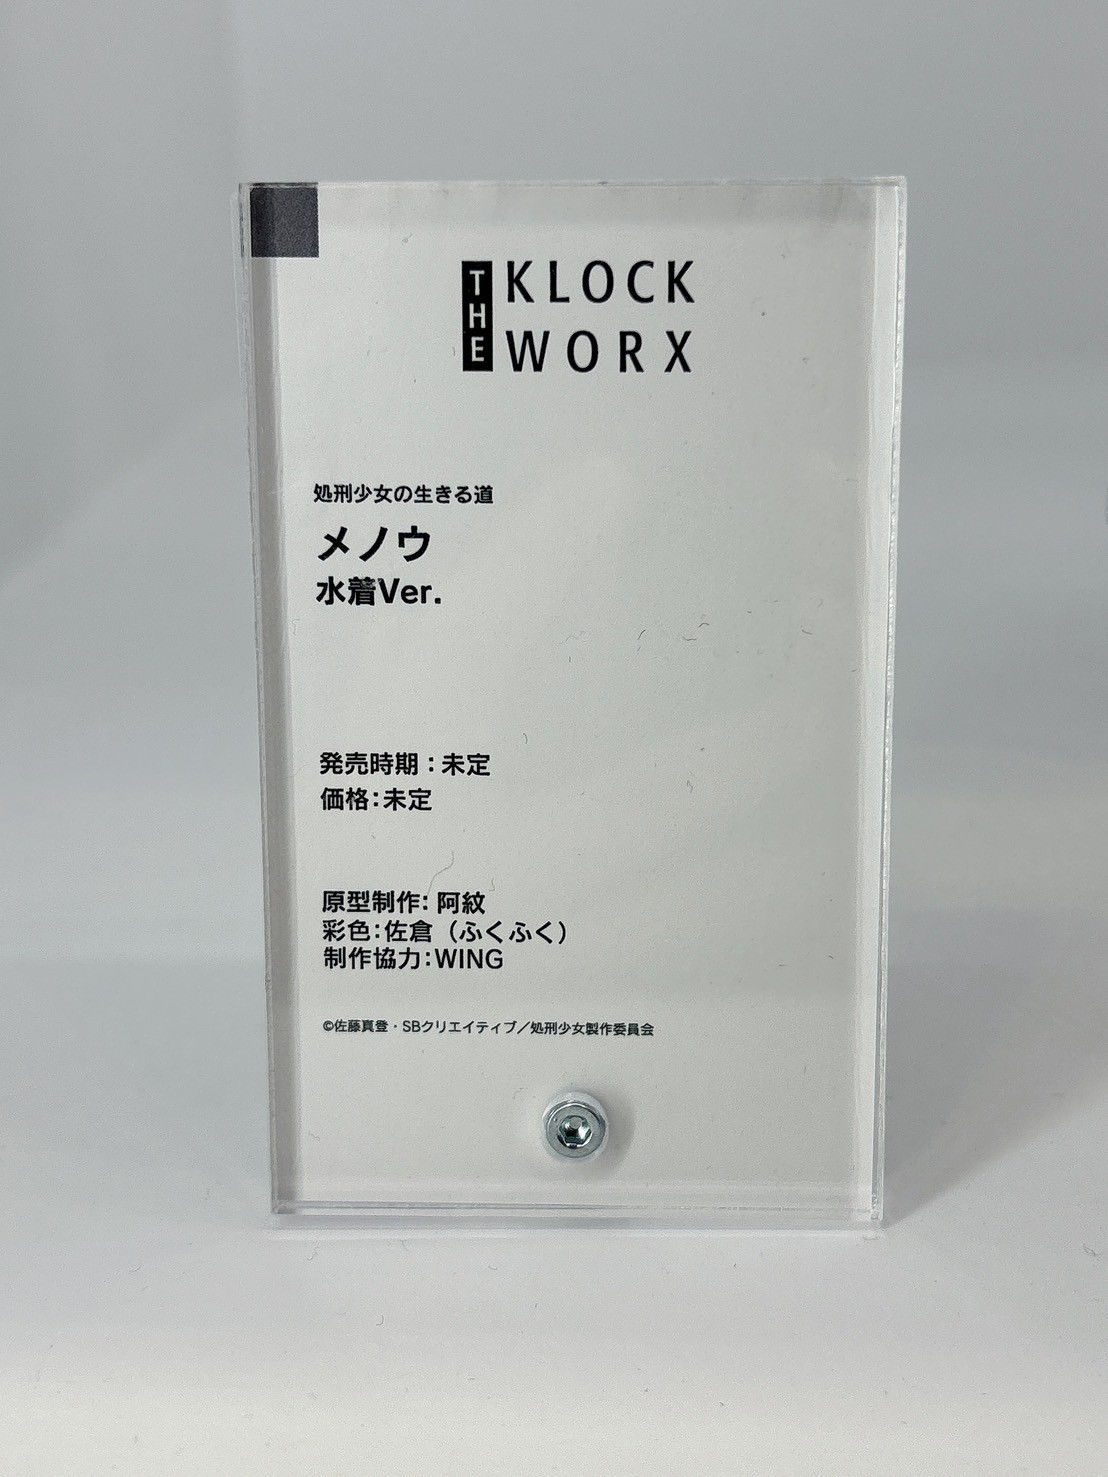 THE KLOCK
WORX
処刑少女の生きる道
メノウ
水着Ver.
発売時期：未定
価格：未定
原型制作：阿紋
彩色：佐倉（ふくふく）
制作協力：WING
©佐藤真登・SBクリエイティブ／処刑少女製作委員会